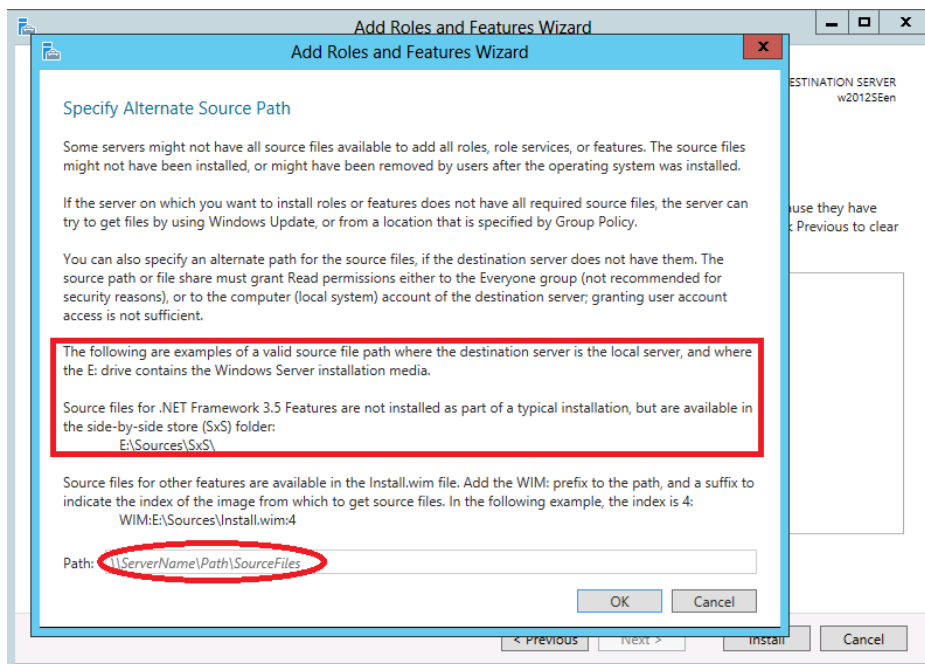 Add Roles and Features Wizard
Add Roles and Features Wizard
ESTINATION SERVER
w2012SEen
Specify Alternate Source Path
Some servers might not have all source files available to add all roles, role services, or features. The source files
might not have been installed, or might have been removed by users after the operating system was installed.
If the server on which you want to install roles or features does not have all required source files, the server can
try to get files by using Windows Update, or from a location that is specified by Group Policy.
ause they have
k Previous to clear
You can also specify an alternate path for the source files, if the destination server does not have them. The
source path or file share must grant Read permissions either to the Everyone group (not recommended for
security reasons), or to the computer (local system) account of the destination server; granting user account
access is not sufficient.
The following are examples of a valid source file path where the destination server is the local server, and where
the E: drive contains the Windows Server installation media.
Source files for .NET Framework 3.5 Features are not installed as part of a typical installation, but are available in
the side-by-side store (SxS) folder:
E:\Sources\SxS\
Source files for other features are available in the Install.wim file. Add the WIM: prefix to the path, and a suffix to
indicate the index of the image from which to get source files. In the following example, the index is 4:
WIM:E:\Sources\Install.wim:4
Path: \\ServerName\Path\SourceFiles
OK Cancel
< Previous Next > Install Cancel